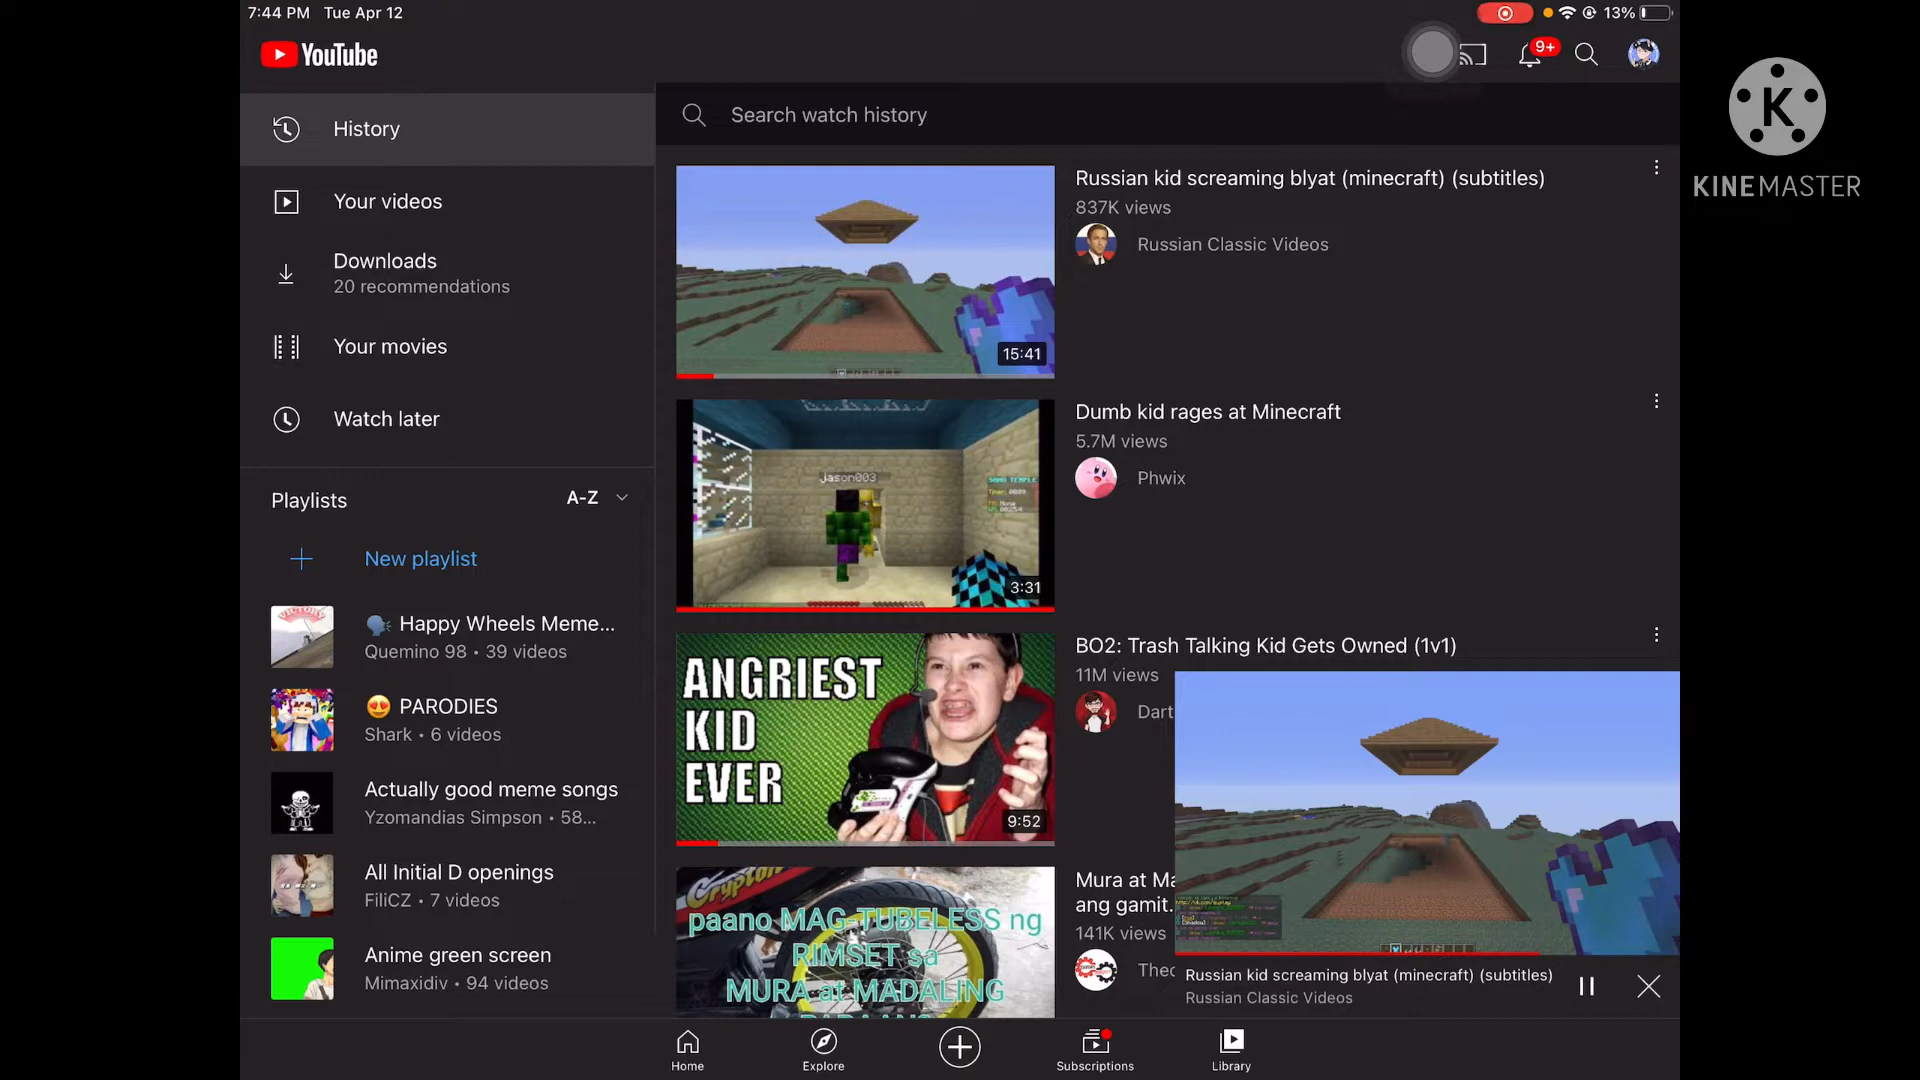 7:44 PM Tue Apr 12
13%
YouTube
9+
KINEMASTER
History
Your videos
Downloads
20 recommendations
Your movies
Watch later
Playlists
A-Z
New playlist
🗣 Happy Wheels Meme...
Quemino 98 • 39 videos
😍 PARODIES
Shark • 6 videos
Actually good meme songs
Yzomandias Simpson • 58...
All Initial D openings
FiliCZ • 7 videos
Anime green screen
Mimaxidiv • 94 videos
Search watch history
15:41
Russian kid screaming blyat (minecraft) (subtitles)
837K views
Russian Classic Videos
jason003
3:31
Dumb kid rages at Minecraft
5.7M views
Phwix
ANGRIEST
KID
EVER
9:52
BO2: Trash Talking Kid Gets Owned (1v1)
11M views
Dart
Crypton
paano MAG-TUBELESS ng
RIMSET sa
MURA at MADALING
Mura at Ma
ang gamit.
141K views
Theo
Russian kid screaming blyat (minecraft) (subtitles)
Russian Classic Videos
Home
Explore
Subscriptions
Library